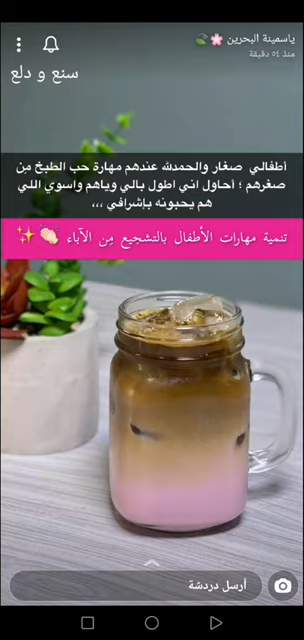 ياسمينة البحرين 🌸🍃
منذ ٥٤ دقيقة
سنع و دلع
أطفالي صغار والحمدلله عندهم مهارة حب الطبخ من
صغرهم ؛ أحاول اني اطول بالي وياهم واسوي اللي
هم يحبونه بإشرافي ,,,
تنمية مهارات الأطفال بالتشجيع مِن الآباء 👏🏻✨
أرسل دردشة